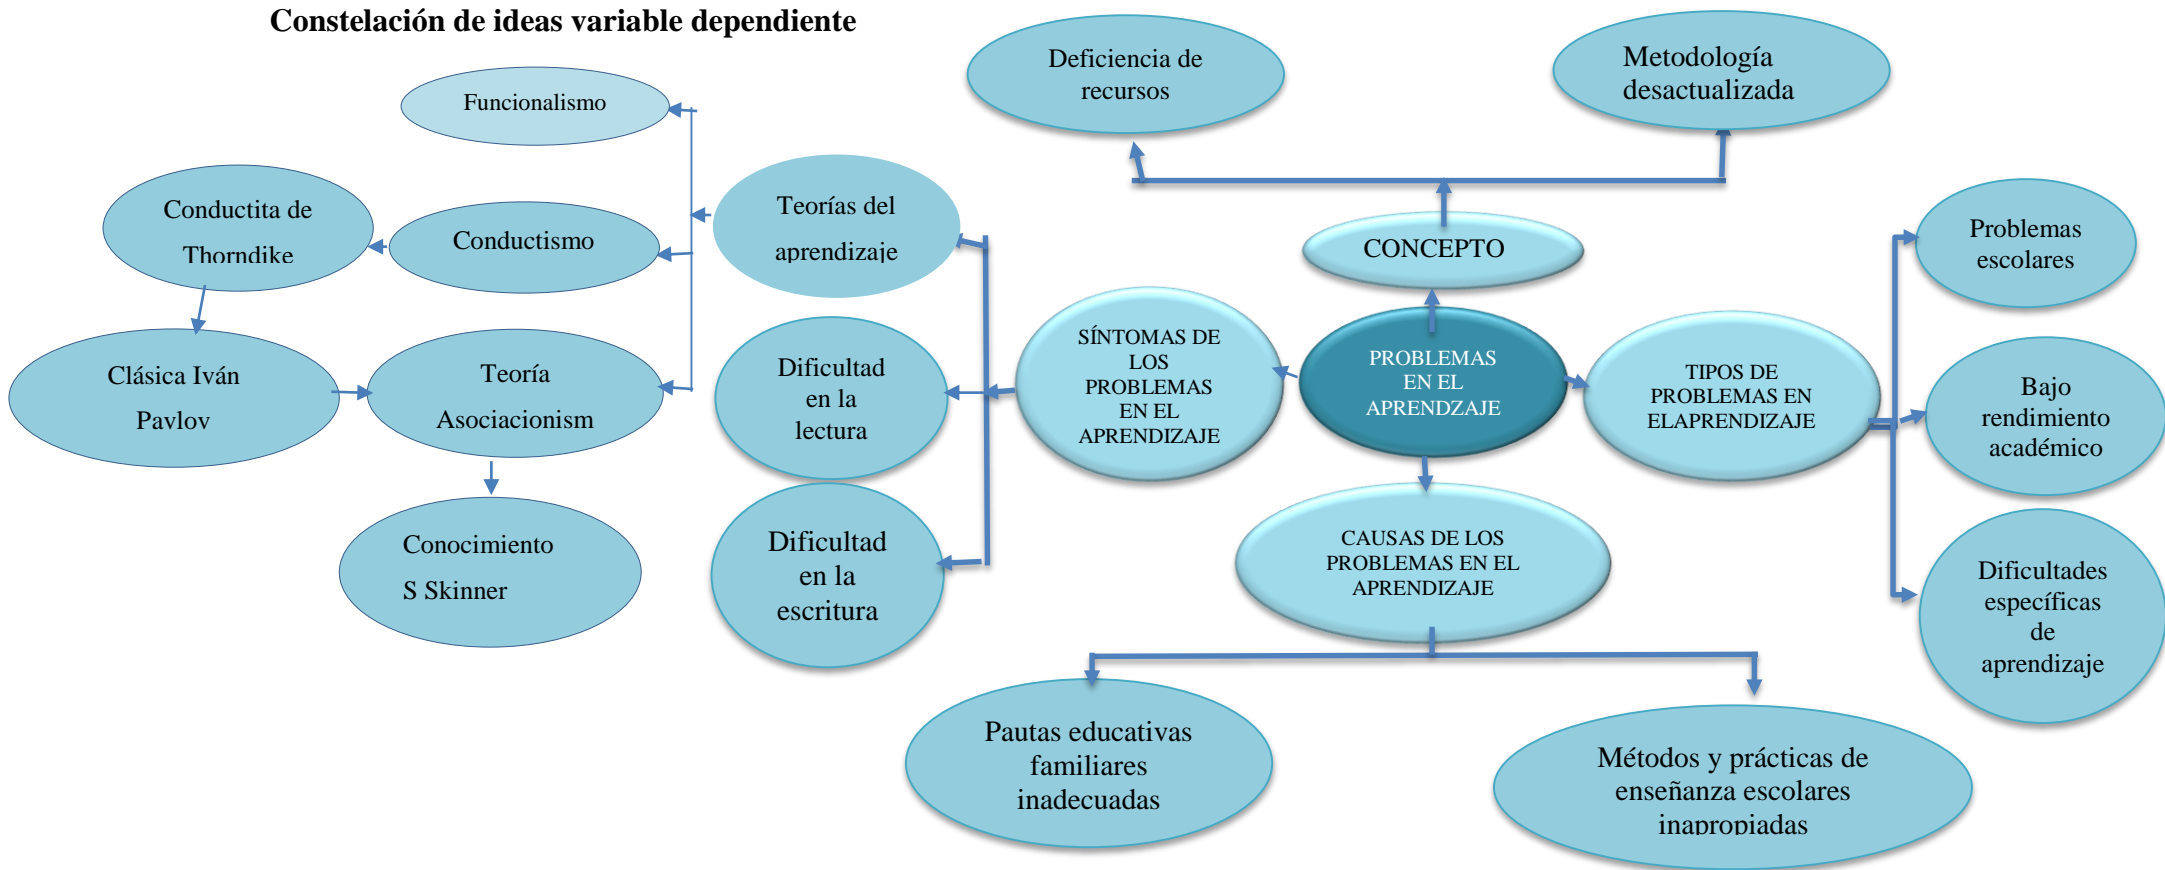 Constelación de ideas variable dependiente
Deficiencia de
recursos
Metodología
desactualizada
Funcionalismo
Conductita de
Thorndike
Conductismo
Teorías del
aprendizaje
CONCEPTO
Problemas
escolares
Clásica Iván
Pavlov
Teoría
Asociacionism
Dificultad
en la
lectura
SÍNTOMAS DE
LOS
PROBLEMAS
EN EL
APRENDIZAJE
PROBLEMAS
EN EL
APRENDZAJE
TIPOS DE
PROBLEMAS EN
ELAPRENDIZAJE
Bajo
rendimiento
académico
Conocimiento
S Skinner
Dificultad
en la
escritura
CAUSAS DE LOS
PROBLEMAS EN EL
APRENDIZAJE
Dificultades
específicas
de
aprendizaje
Pautas educativas
familiares
inadecuadas
Métodos y prácticas de
enseñanza escolares
inapropiadas